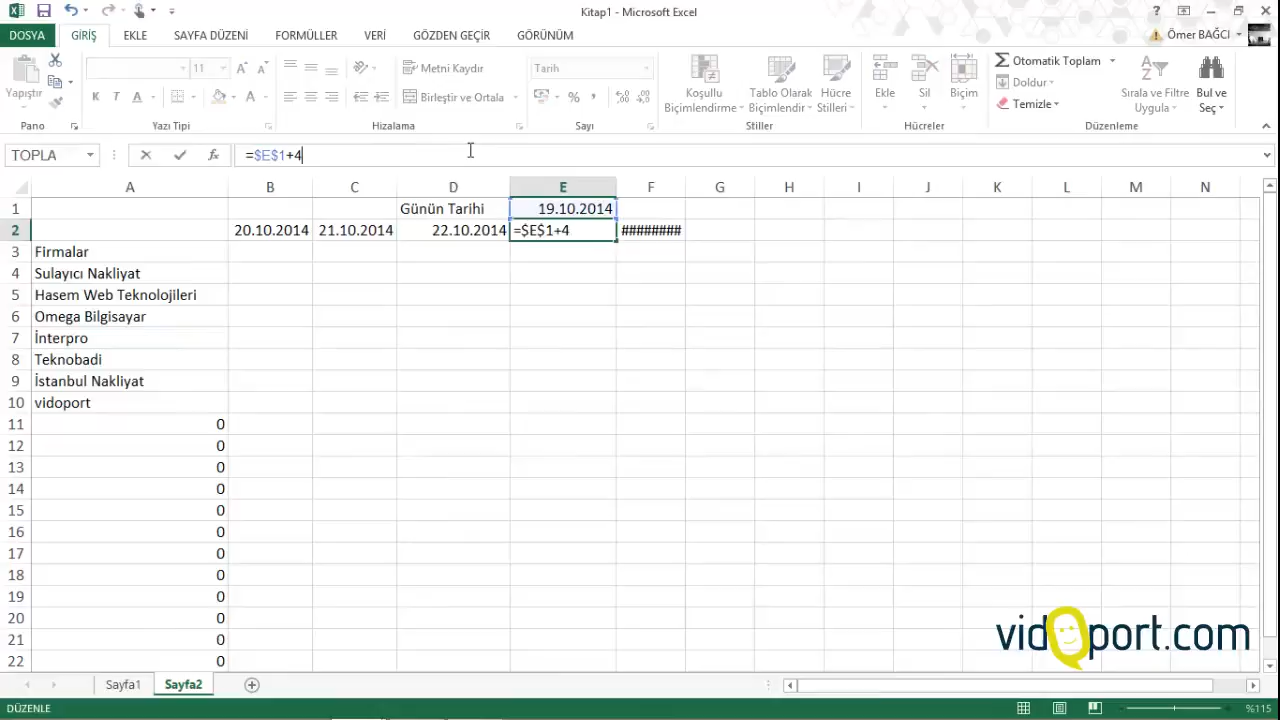 Kitap1 - Microsoft Excel
DOSYA GİRİŞ EKLE SAYFA DÜZENİ FORMÜLLER VERİ GÖZDEN GEÇİR GÖRÜNÜM Ömer BAĞCI
Yapıştır
11
Metni Kaydır
Birleştir ve Ortala
Tarih
Koşullu Biçimlendirme
Tablo Olarak Biçimlendir
Hücre Stilleri
Ekle
Sil
Biçim
Otomatik Toplam
Doldur
Temizle
Sırala ve Filtre Uygula
Bul ve Seç
Pano Yazı Tipi Hizalama Sayı Stiller Hücreler Düzenleme
TOPLA =$E$1+4
A B C D E F G H I J K L M N
1 Günün Tarihi 19.10.2014
2 20.10.2014 21.10.2014 22.10.2014 =$E$1+4 ########
3 Firmalar
4 Sulayıcı Nakliyat
5 Hasem Web Teknolojileri
6 Omega Bilgisayar
7 İnterpro
8 Teknobadi
9 İstanbul Nakliyat
10 vidoport
11 0
12 0
13 0
14 0
15 0
16 0
17 0
18 0
19 0
20 0
21 0
22 0
vidoport.com
Sayfa1 Sayfa2
DÜZENLE %115